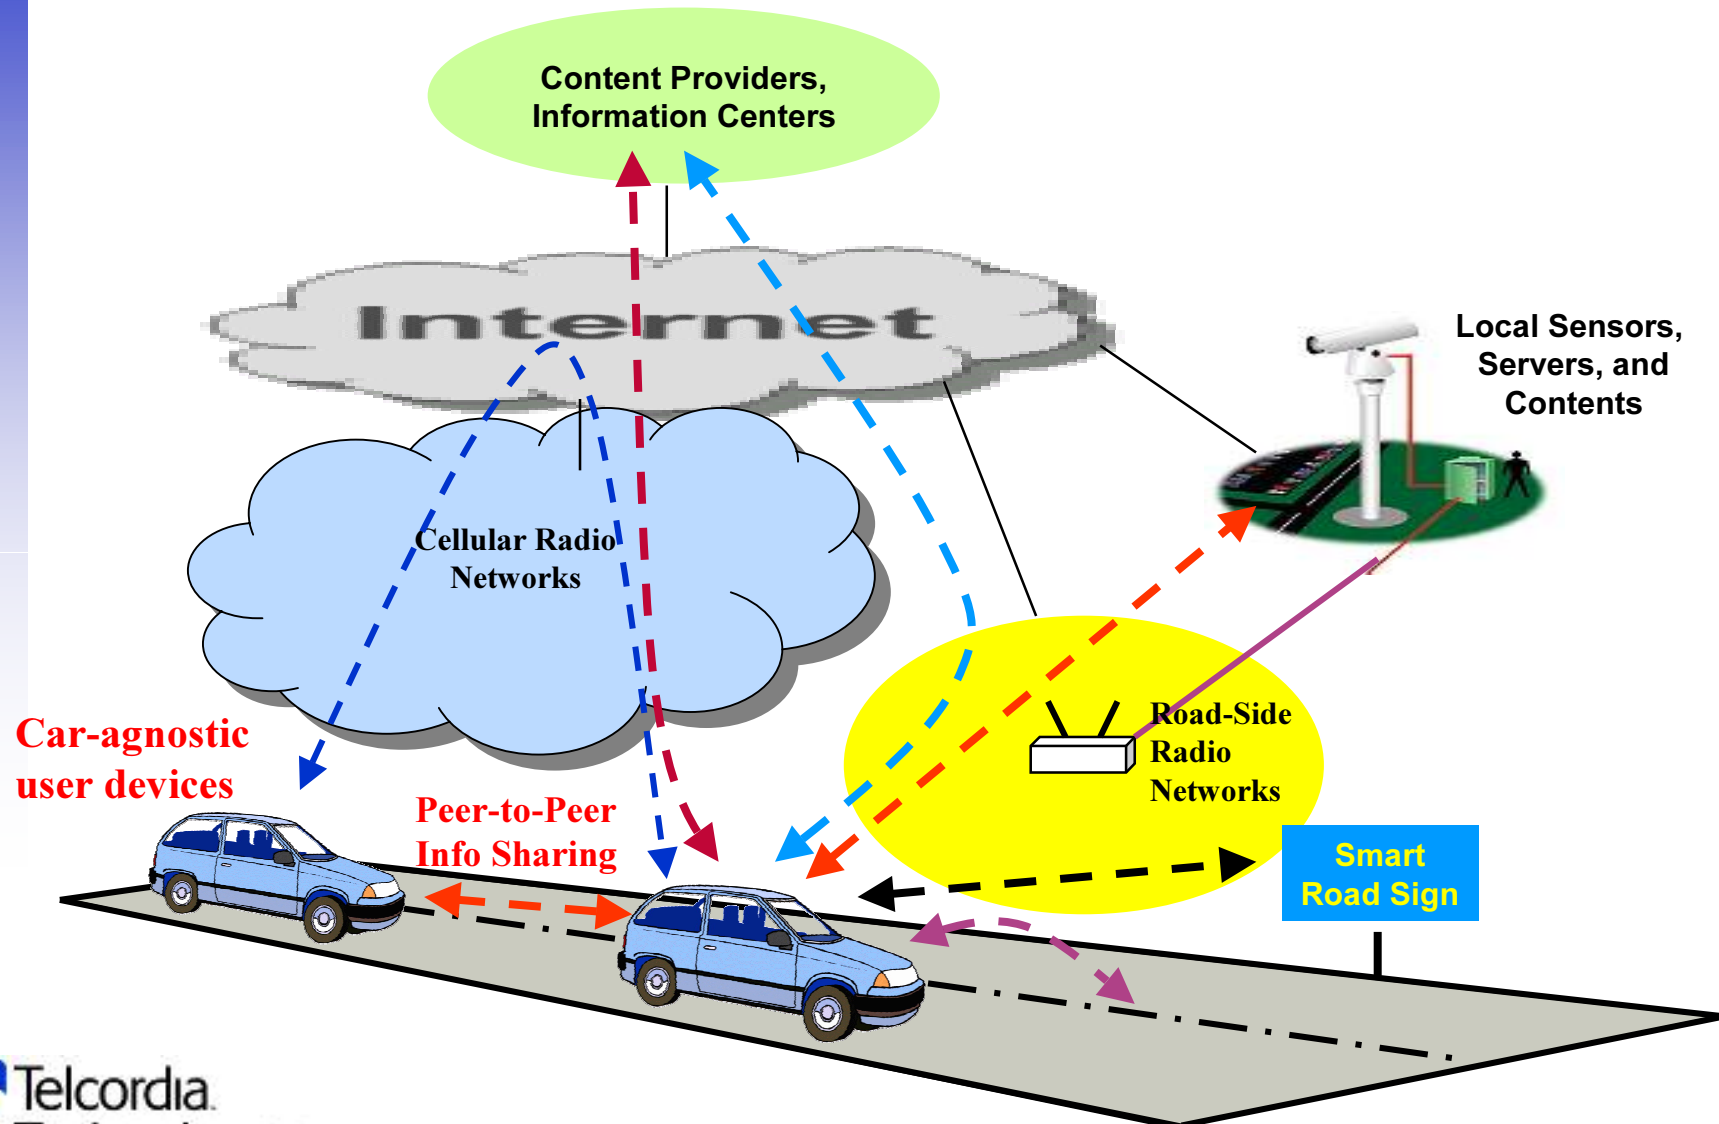 Content Providers,
Information Centers
Internet
Local Sensors,
Servers, and
Contents
Cellular Radio
Networks
Road-Side
Radio
Networks
Car-agnostic
user devices
Peer-to-Peer
Info Sharing
Smart
Road Sign
Telcordia.